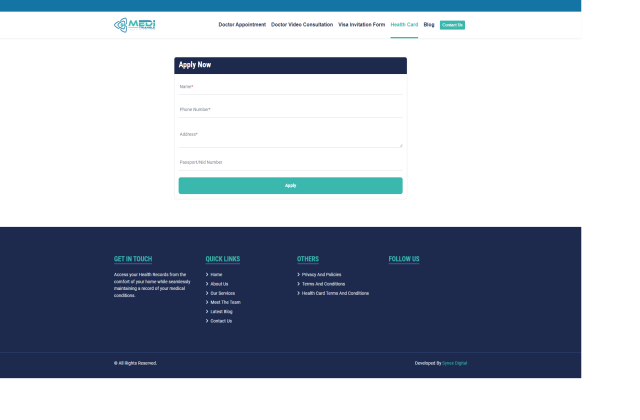 MEDi
Doctor Appointment Doctor Video Consultation Visa Invitation Form Health Card Blog Contact Us
Apply Now
Name*
Phone Number*
Address*
Passport/Nid Number
Apply
GET IN TOUCH
Access your Health Records from the
comfort of your home while seamlessly
maintaining a record of your medical
conditions.
QUICK LINKS
Home
About Us
Our Services
Meet The Team
Latest Blog
Contact Us
OTHERS
Privacy And Policies
Terms And Conditions
Health Card Terms And Conditions
FOLLOW US
© All Rights Reserved.
Developed By Digital